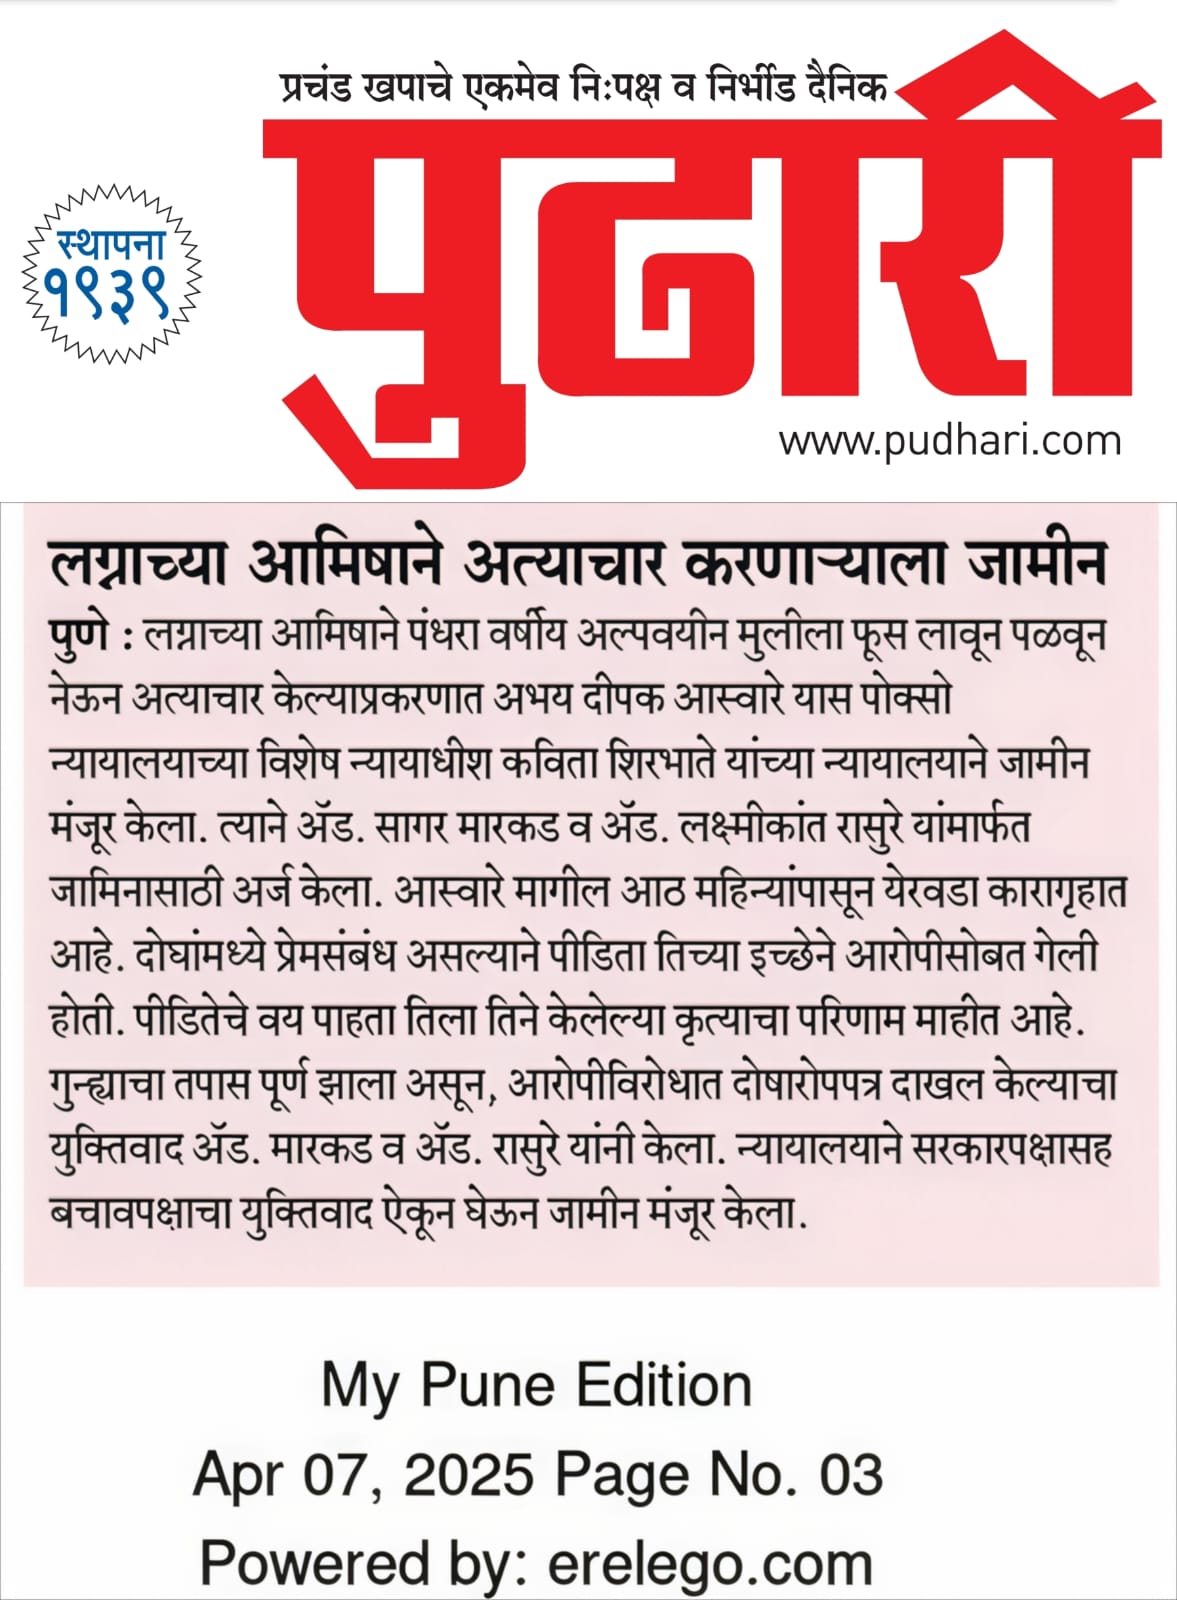 प्रचंड खपाचे एकमेव निःपक्ष व निर्भीड दैनिक
पुढारी
स्थापना
१९३९
www.pudhari.com
लग्नाच्या आमिषाने अत्याचार करणाऱ्याला जामीन
पुणे : लग्नाच्या आमिषाने पंधरा वर्षीय अल्पवयीन मुलीला फूस लावून पळवून
नेऊन अत्याचार केल्याप्रकरणात अभय दीपक आस्वारे यास पोक्सो
न्यायालयाच्या विशेष न्यायाधीश कविता शिरभाते यांच्या न्यायालयाने जामीन
मंजूर केला. त्याने ॲड. सागर मारकड व ॲड. लक्ष्मीकांत रासुरे यांमार्फत
जामिनासाठी अर्ज केला. आस्वारे मागील आठ महिन्यांपासून येरवडा कारागृहात
आहे. दोघांमध्ये प्रेमसंबंध असल्याने पीडिता तिच्या इच्छेने आरोपीसोबत गेली
होती. पीडितेचे वय पाहता तिला तिने केलेल्या कृत्याचा परिणाम माहीत आहे.
गुन्ह्याचा तपास पूर्ण झाला असून, आरोपीविरोधात दोषारोपपत्र दाखल केल्याचा
युक्तिवाद ॲड. मारकड व ॲड. रासुरे यांनी केला. न्यायालयाने सरकारपक्षासह
बचावपक्षाचा युक्तिवाद ऐकून घेऊन जामीन मंजूर केला.
My Pune Edition
Apr 07, 2025 Page No. 03
Powered by: erelego.com